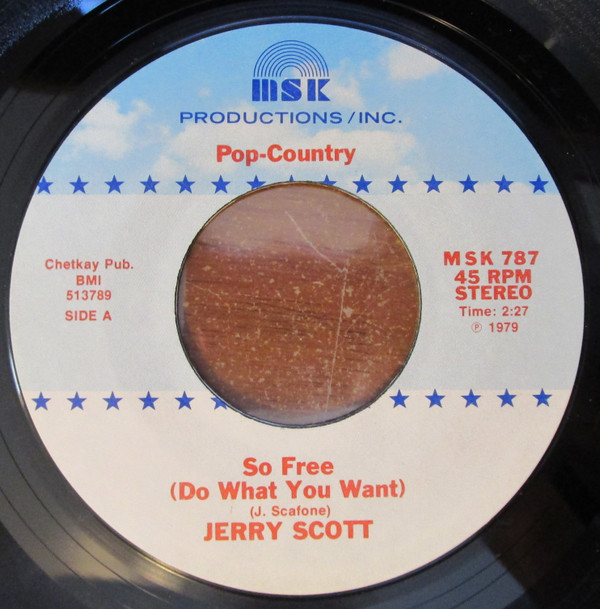 msk
PRODUCTIONS/INC.
Pop-Country
Chetkay Pub.
BMI
513789
SIDE A
MSK 787
45 RPM
STEREO
Time: 2:27
℗ 1979
So Free
(Do What You Want)
(J. Scafone)
JERRY SCOTT